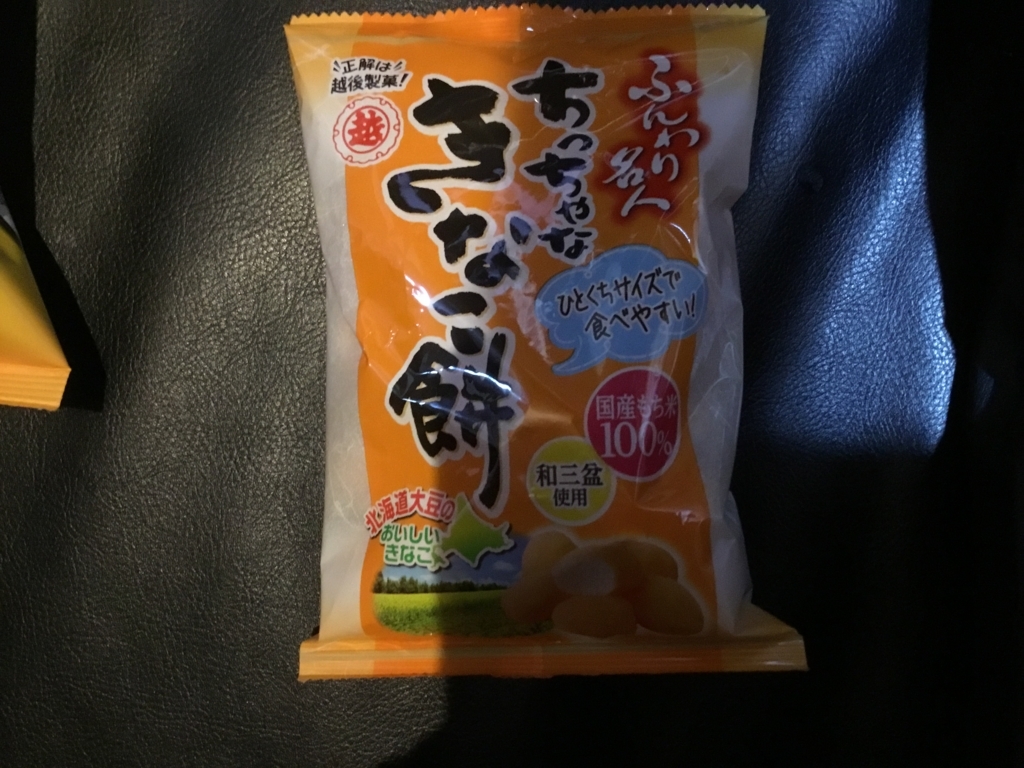 正解は
越後製菓!
越
ふんわり
名人
ちっちゃな
きなこ餅
ひとくちサイズで
食べやすい!
国産もち米
100%
和三盆
使用
北海道大豆の
おいしい
きなこ